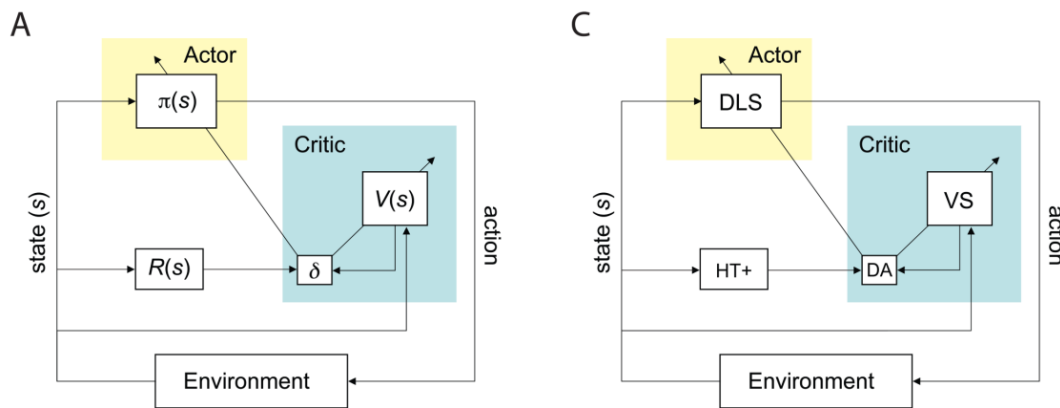 A
Actor
π(s)
Critic
V(s)
state (s)
action
R(s)
δ
Environment
C
Actor
DLS
Critic
VS
state (s)
action
HT+
DA
Environment